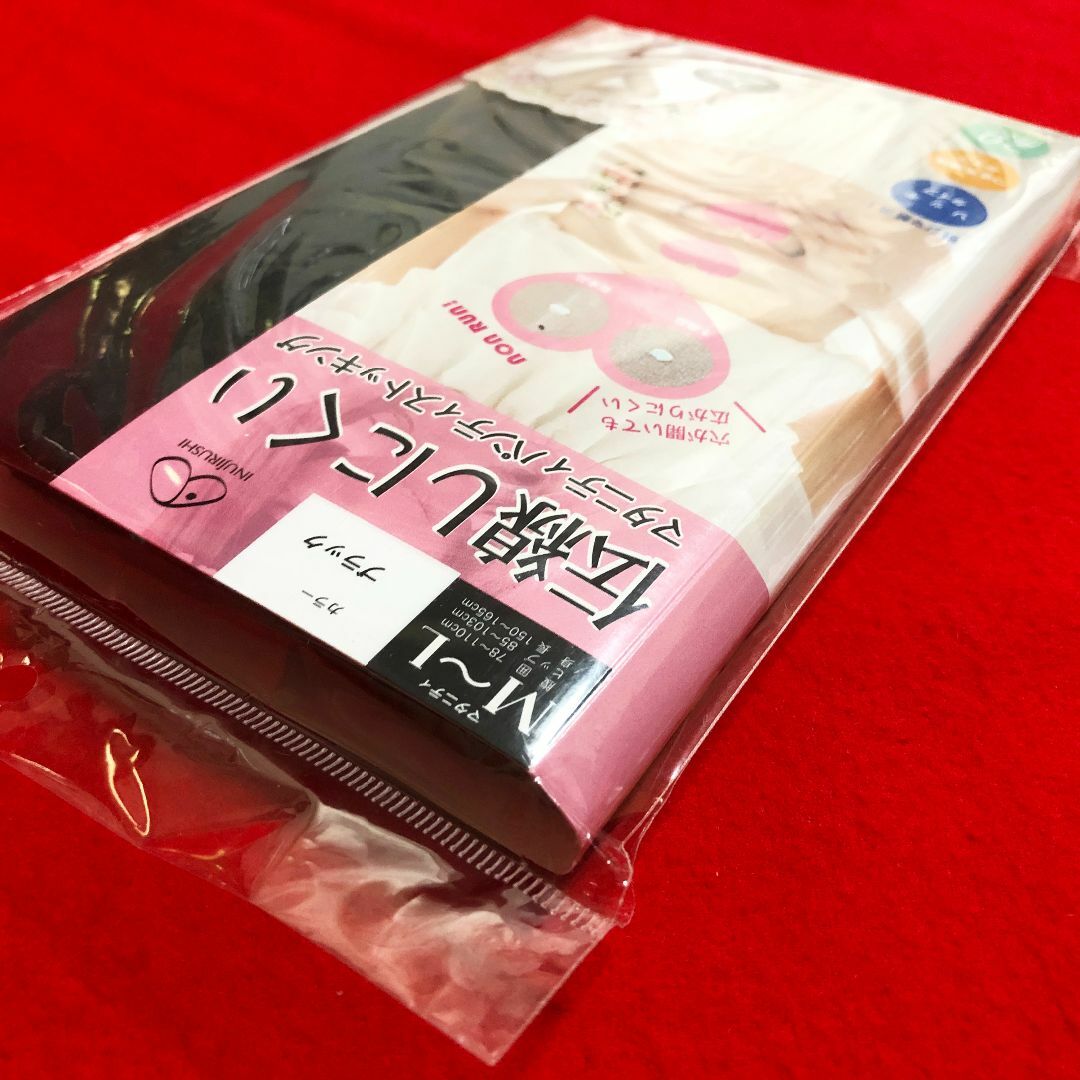 non RUN!
穴が開いても
広がりにくい
伝線しにくい
マタニティパンティストッキング
INUJIRUSHI
カラー
ブラック
マタニティ
M〜L
腹囲 78〜110cm
ヒップ 85〜103cm
身長 150〜165cm